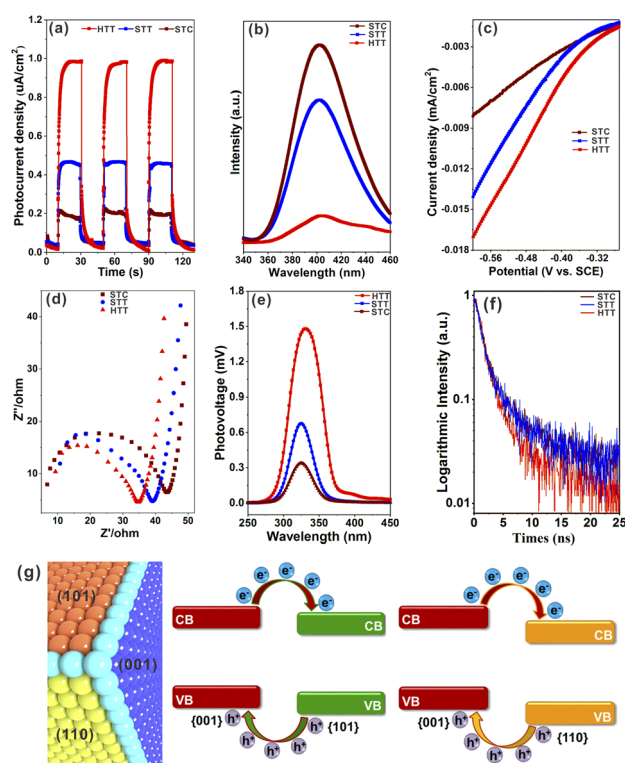 (a)
HTT STT STC
Photocurrent density (uA/cm²)
1.0
0.8
0.6
0.4
0.2
0.0
0 30 60 90 120
Time (s)
(b)
STC
STT
HTT
Intensity (a.u.)
340 360 380 400 420 440 460
Wavelength (nm)
(c)
STC
STT
HTT
Current density (mA/cm²)
-0.003
-0.006
-0.009
-0.012
-0.015
-0.018
-0.56 -0.48 -0.40 -0.32
Potential (V vs. SCE)
(d)
STC
STT
HTT
Z''/ohm
40
30
20
10
10 20 30 40 50
Z'/ohm
(e)
HTT
STT
STC
Photovoltage (mV)
1.5
1.2
0.9
0.6
0.3
0.0
250 300 350 400 450
Wavelength (nm)
(f)
STC
STT
HTT
Logarithmic Intensity (a.u.)
1
0.1
0.01
0 5 10 15 20 25
Times (ns)
(g)
(101)
(001)
(110)
e⁻ e⁻ e⁻ e⁻ e⁻
CB CB
VB VB
{001} {101}
h⁺ h⁺ h⁺ h⁺ h⁺
e⁻ e⁻ e⁻ e⁻ e⁻
CB CB
VB VB
{001} {110}
h⁺ h⁺ h⁺ h⁺ h⁺